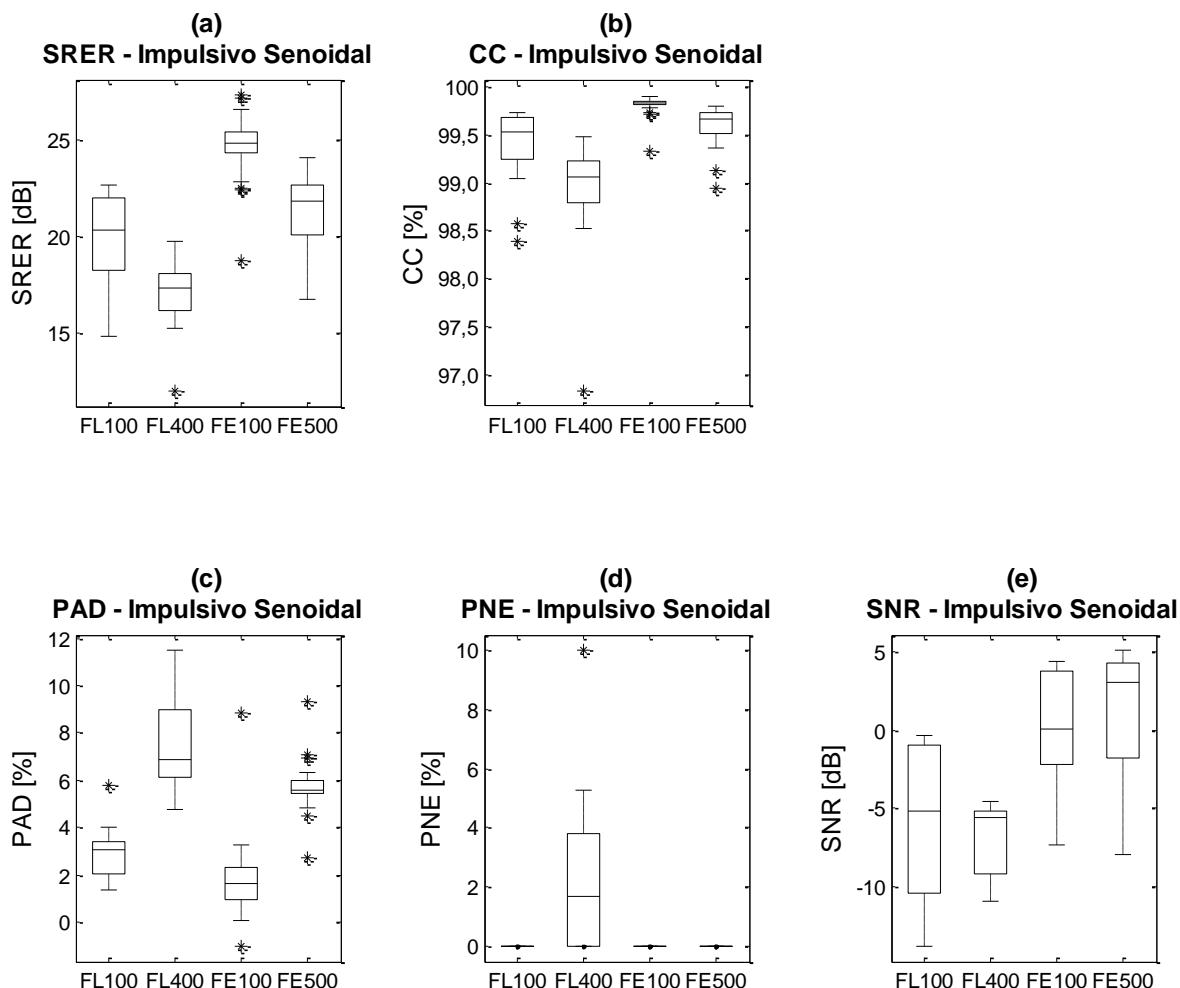 (a)
SRER - Impulsivo Senoidal
SRER [dB]
25
20
15
FL100 FL400 FE100 FE500
(b)
CC - Impulsivo Senoidal
CC [%]
100
99,5
99,0
98,5
98,0
97,5
97,0
FL100 FL400 FE100 FE500
(c)
PAD - Impulsivo Senoidal
PAD [%]
12
10
8
6
4
2
0
FL100 FL400 FE100 FE500
(d)
PNE - Impulsivo Senoidal
PNE [%]
10
8
6
4
2
0
FL100 FL400 FE100 FE500
(e)
SNR - Impulsivo Senoidal
SNR [dB]
5
0
-5
-10
FL100 FL400 FE100 FE500